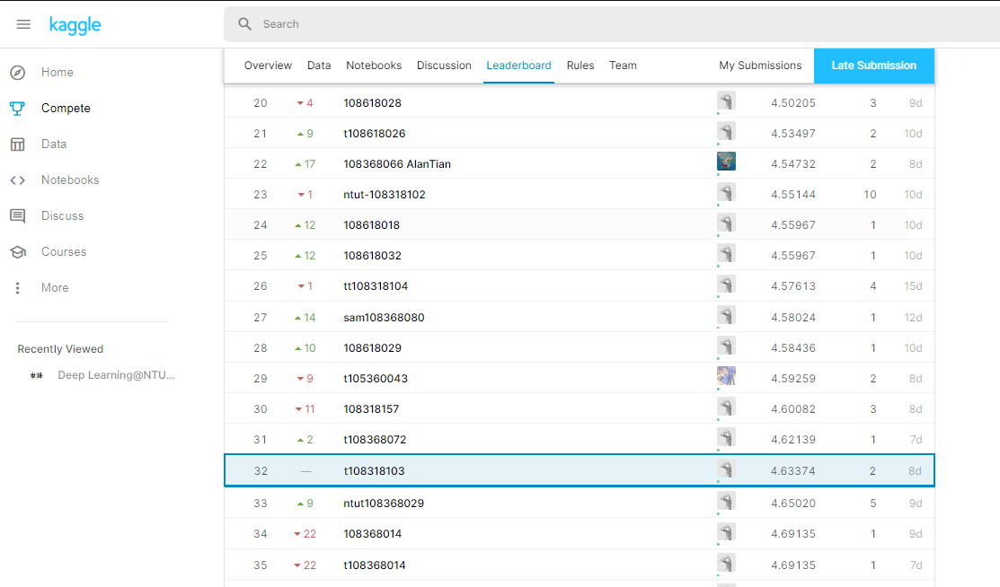 kaggle
Search
Home
Compete
Data
Notebooks
Discuss
Courses
More
Recently Viewed
Deep Learning@NTU...
Overview Data Notebooks Discussion Leaderboard Rules Team My Submissions Late Submission
20 4 108618028 4.50205 3 9d
21 9 t108618026 4.53497 2 10d
22 17 108368066 AlanTian 4.54732 2 8d
23 1 ntut-108318102 4.55144 10 10d
24 12 108618018 4.55967 1 10d
25 12 108618032 4.55967 1 10d
26 1 tt108318104 4.57613 4 15d
27 14 sam108368080 4.58024 1 12d
28 10 108618029 4.58436 1 10d
29 9 t105360043 4.59259 2 8d
30 11 108318157 4.60082 3 8d
31 2 t108368072 4.62139 1 7d
32 — t108318103 4.63374 2 8d
33 9 ntut108368029 4.65020 5 9d
34 22 108368014 4.69135 1 9d
35 22 t108368014 4.69135 1 7d